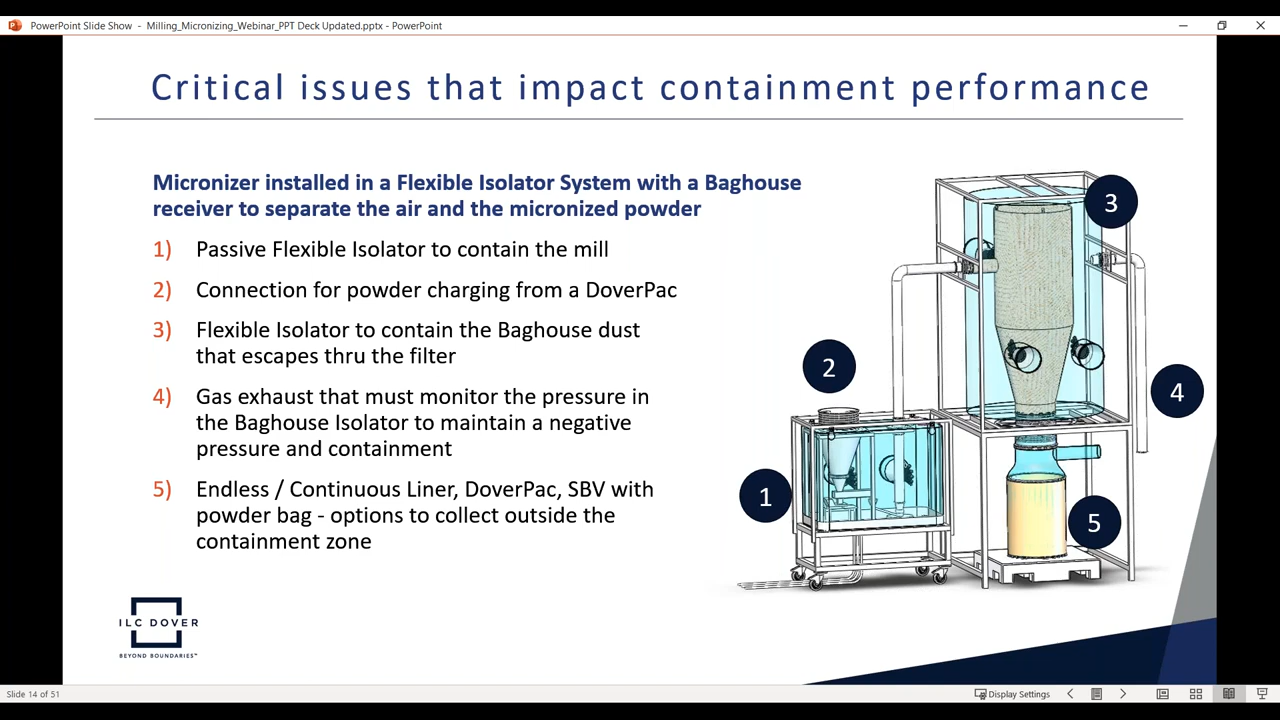 PowerPoint Slide Show - Milling_Micronizing_Webinar_PPT Deck Updated.pptx - PowerPoint
Critical issues that impact containment performance
Micronizer installed in a Flexible Isolator System with a Baghouse
receiver to separate the air and the micronized powder
1) Passive Flexible Isolator to contain the mill
2) Connection for powder charging from a DoverPac
3) Flexible Isolator to contain the Baghouse dust
that escapes thru the filter
4) Gas exhaust that must monitor the pressure in
the Baghouse Isolator to maintain a negative
pressure and containment
5) Endless / Continuous Liner, DoverPac, SBV with
powder bag - options to collect outside the
containment zone
3
2
4
1
5
ILC DOVER
BEYOND BOUNDARIES™
Slide 14 of 51
Display Settings